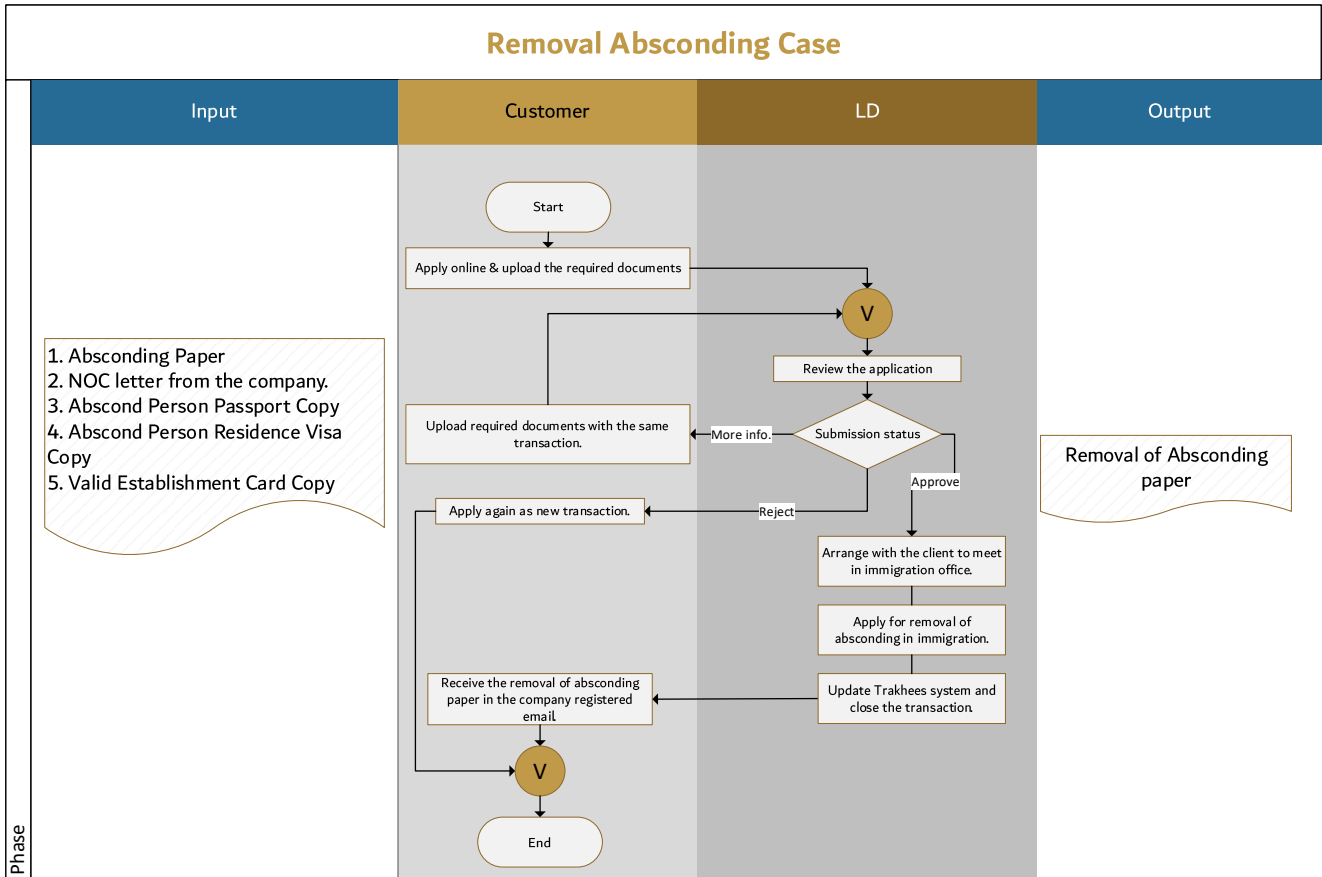 Removal Absconding Case
Input
Customer
LD
Output
Start
Apply online & upload the required documents
V
Review the application
1. Absconding Paper
2. NOC letter from the company.
3. Abscond Person Passport Copy
4. Abscond Person Residence Visa
Copy
5. Valid Establishment Card Copy
Upload required documents with the same
transaction.
More info.
Submission status
Removal of Absconding
paper
Approve
Apply again as new transaction.
Reject
Arrange with the client to meet
in immigration office.
Apply for removal of
absconding in immigration.
Receive the removal of absconding
paper in the company registered
email.
Update Trakhees system and
close the transaction.
V
End
Phase